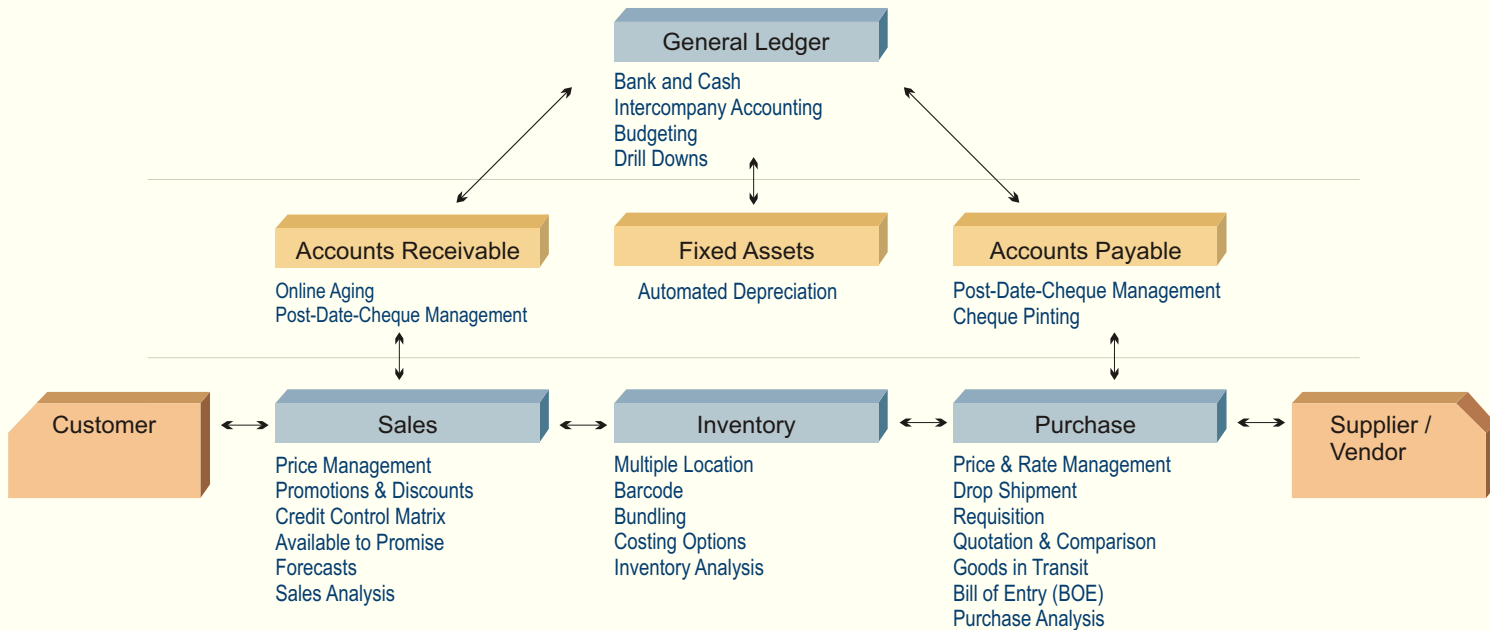 General Ledger
Bank and Cash
Intercompany Accounting
Budgeting
Drill Downs
Accounts Receivable
Online Aging
Post-Date-Cheque Management
Fixed Assets
Automated Depreciation
Accounts Payable
Post-Date-Cheque Management
Cheque Pinting
Customer
Sales
Price Management
Promotions & Discounts
Credit Control Matrix
Available to Promise
Forecasts
Sales Analysis
Inventory
Multiple Location
Barcode
Bundling
Costing Options
Inventory Analysis
Purchase
Price & Rate Management
Drop Shipment
Requisition
Quotation & Comparison
Goods in Transit
Bill of Entry (BOE)
Purchase Analysis
Supplier /
Vendor